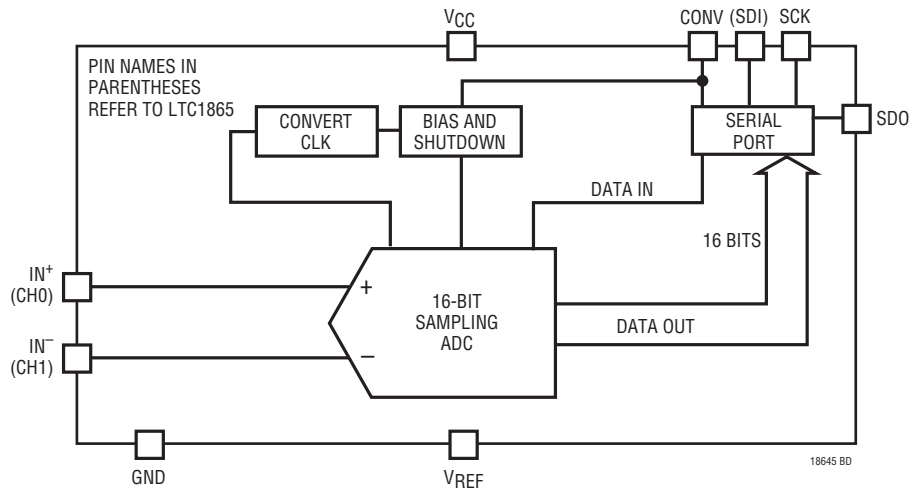 VCC
CONV (SDI) SCK
PIN NAMES IN
PARENTHESES
REFER TO LTC1865
CONVERT
CLK
BIAS AND
SHUTDOWN
SERIAL
PORT
SDO
DATA IN
16 BITS
IN+
(CH0)
+
16-BIT
SAMPLING
ADC
DATA OUT
IN–
(CH1)
–
GND
VREF
18645 BD